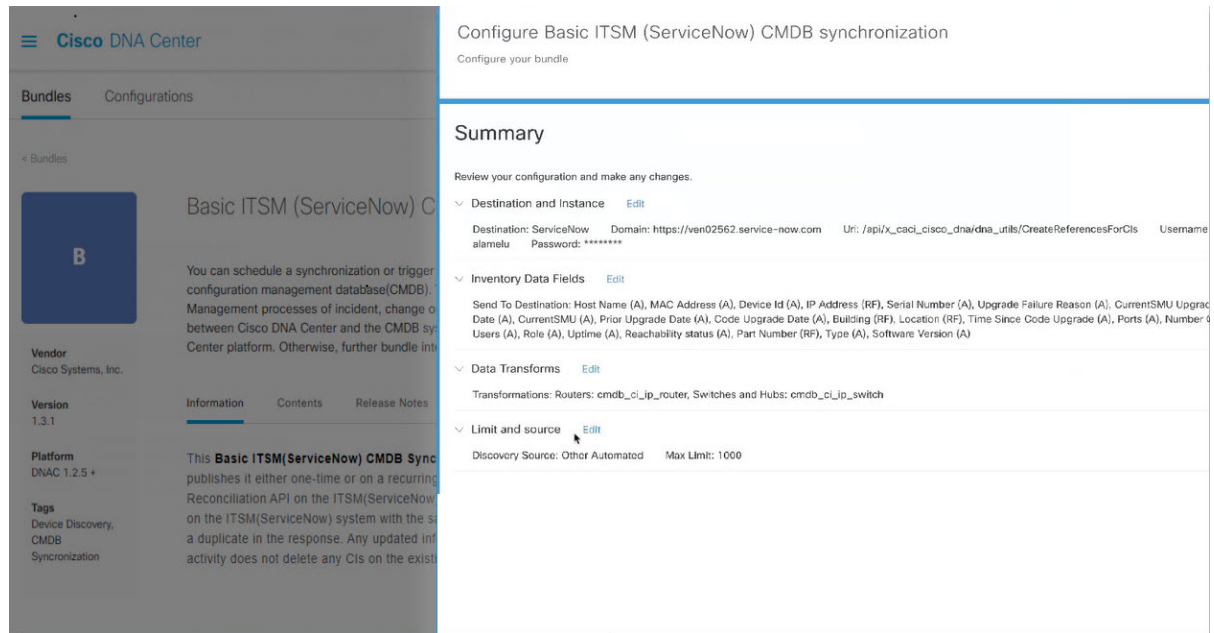 Cisco DNA Center
Bundles Configurations
< Bundles
B
Vendor
Cisco Systems, Inc.
Version
1.3.1
Platform
DNAC 1.2.5 +
Tags
Device Discovery,
CMDB
Syncronization
Basic ITSM (ServiceNow) C
You can schedule a synchronization or trigger
configuration management database(CMDB).
Management processes of incident, change o
between Cisco DNA Center and the CMDB sy
Center platform. Otherwise, further bundle int
Information Contents Release Notes
This Basic ITSM(ServiceNow) CMDB Sync
publishes it either one-time or on a recurring
Reconciliation API on the ITSM(ServiceNow
on the ITSM(ServiceNow) system with the sa
a duplicate in the response. Any updated inf
activity does not delete any CIs on the existi
Configure Basic ITSM (ServiceNow) CMDB synchronization
Configure your bundle
Summary
Review your configuration and make any changes.
Destination and Instance Edit
Destination: ServiceNow Domain: https://ven02562.service-now.com Uri: /api/x_caci_cisco_dna/dna_utils/CreateReferencesForCIs Username
alamelu Password: ********
Inventory Data Fields Edit
Send To Destination: Host Name (A), MAC Address (A), Device Id (A), IP Address (RF), Serial Number (A), Upgrade Failure Reason (A), CurrentSMU Upgrad
Date (A), CurrentSMU (A), Prior Upgrade Date (A), Code Upgrade Date (A), Building (RF), Location (RF), Time Since Code Upgrade (A), Ports (A), Number
Users (A), Role (A), Uptime (A), Reachability status (A), Part Number (RF), Type (A), Software Version (A)
Data Transforms Edit
Transformations: Routers: cmdb_ci_ip_router, Switches and Hubs: cmdb_ci_ip_switch
Limit and source Edit
Discovery Source: Other Automated Max Limit: 1000